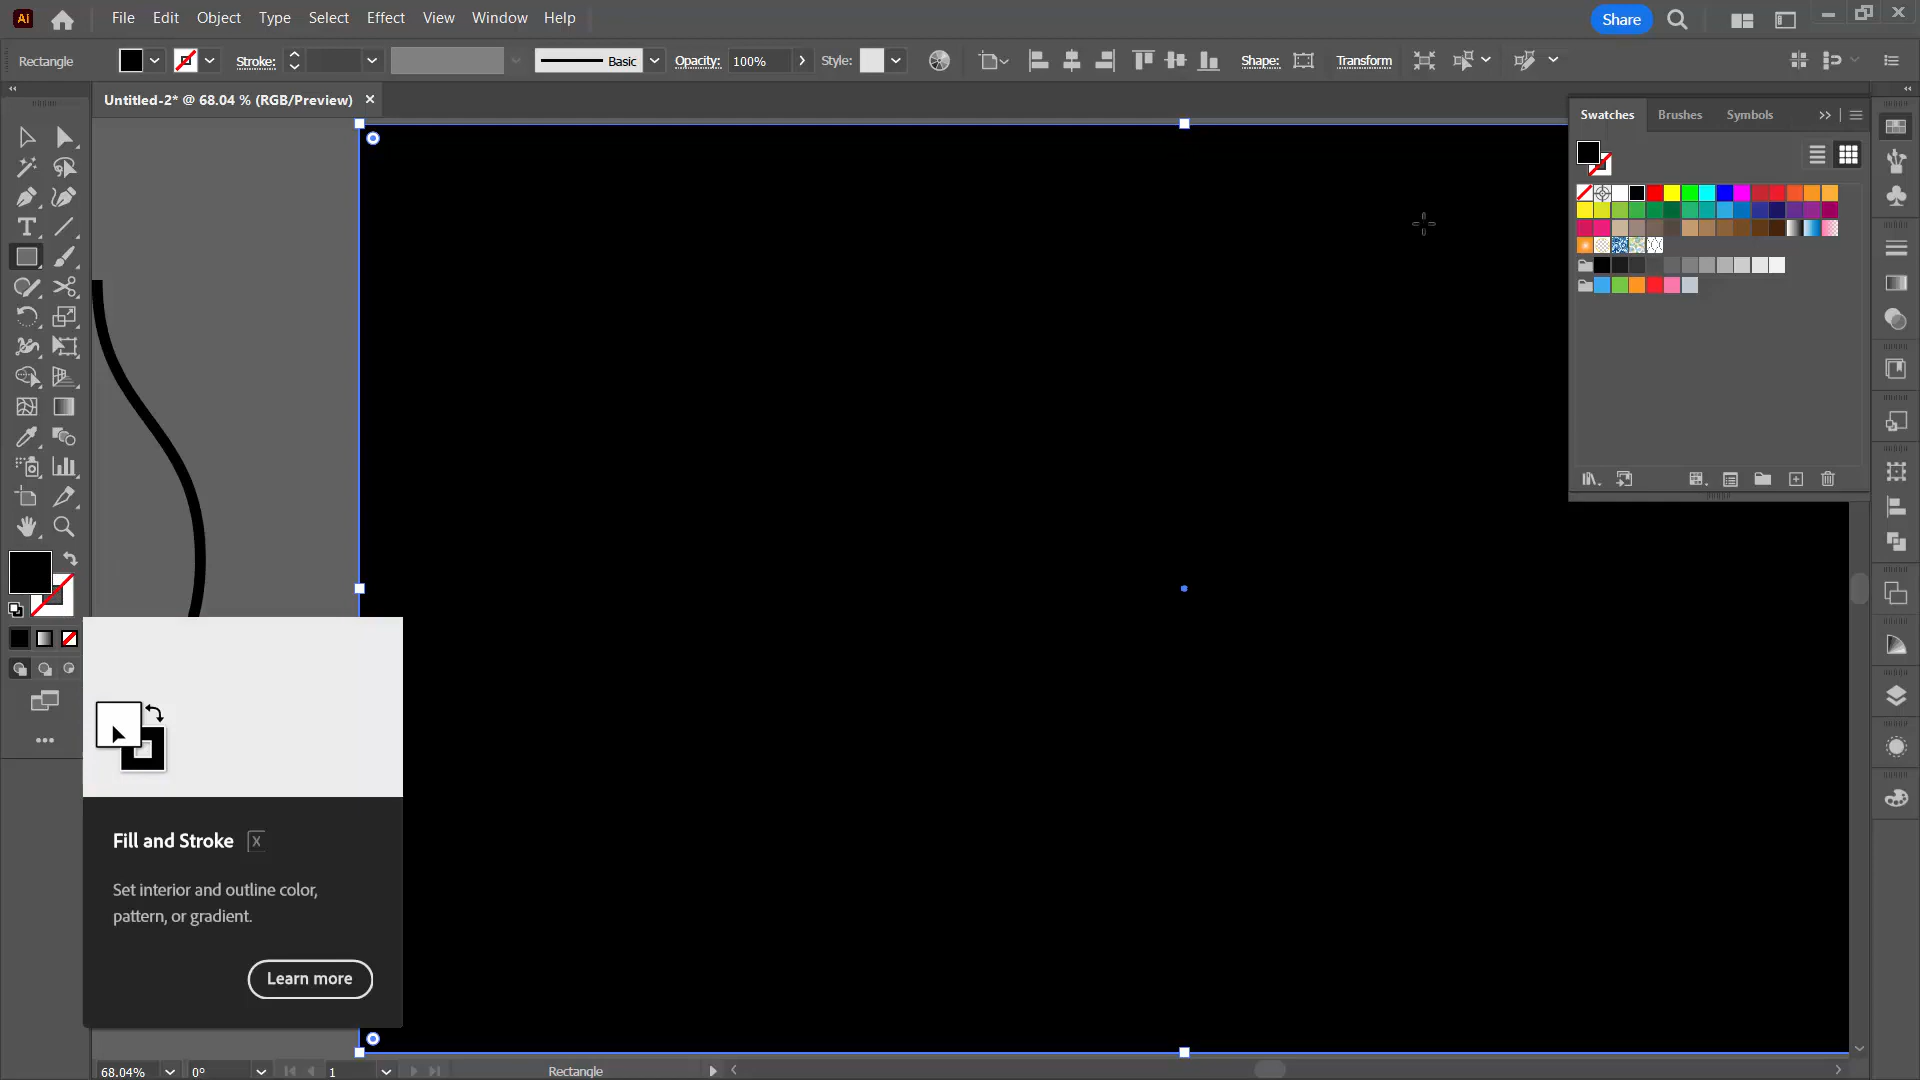 Ai
File Edit Object Type Select Effect View Window Help
Share
Rectangle
Stroke:
Basic
Opacity: 100%
Style:
Shape:
Transform
Untitled-2* @ 68.04 % (RGB/Preview) ×
Swatches Brushes Symbols
Fill and Stroke X
Set interior and outline color,
pattern, or gradient.
Learn more
68.04% 0° 1 Rectangle